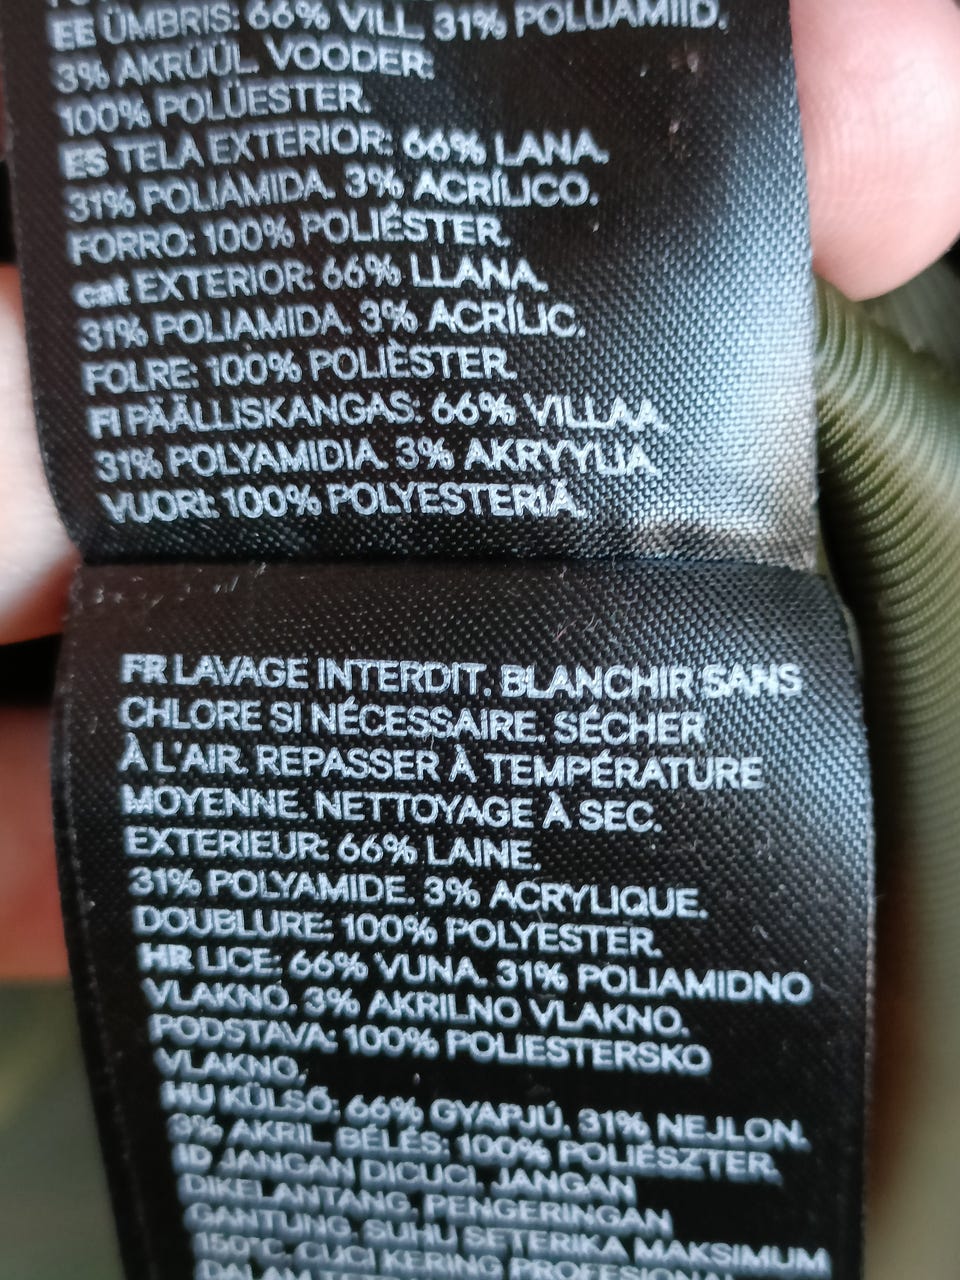 EE ÜMBRIS: 66% VILL. 31% POLÜAMIID.
3% AKRÜÜL. VOODER:
100% POLÜESTER.
ES TELA EXTERIOR: 66% LANA.
31% POLIAMIDA. 3% ACRÍLICO.
FORRO: 100% POLIÉSTER.
cat EXTERIOR: 66% LLANA.
31% POLIAMIDA. 3% ACRÍLIC.
FOLRE: 100% POLIÈSTER.
FI PÄÄLLISKANGAS: 66% VILLAA.
31% POLYAMIDIA. 3% AKRYYLIA.
VUORI: 100% POLYESTERIÄ.
FR LAVAGE INTERDIT. BLANCHIR SANS
CHLORE SI NÉCESSAIRE. SÉCHER
À L'AIR. REPASSER À TEMPÉRATURE
MOYENNE. NETTOYAGE À SEC.
EXTERIEUR: 66% LAINE.
31% POLYAMIDE. 3% ACRYLIQUE.
DOUBLURE: 100% POLYESTER.
HR LICE: 66% VUNA. 31% POLIAMIDNO
VLAKNO. 3% AKRILNO VLAKNO.
PODSTAVA: 100% POLIESTERSKO
VLAKNO.
HU KÜLSŐ: 66% GYAPJÚ. 31% NEJLON.
3% AKRIL. BÉLÉS: 100% POLIÉSZTER.
ID JANGAN DICUCI. JANGAN
DIKELANTANG. PENGERINGAN
GANTUNG. SUHU SETERIKA MAKSIMUM
150°C. CUCI KERING PROFESIONAL
DALAM